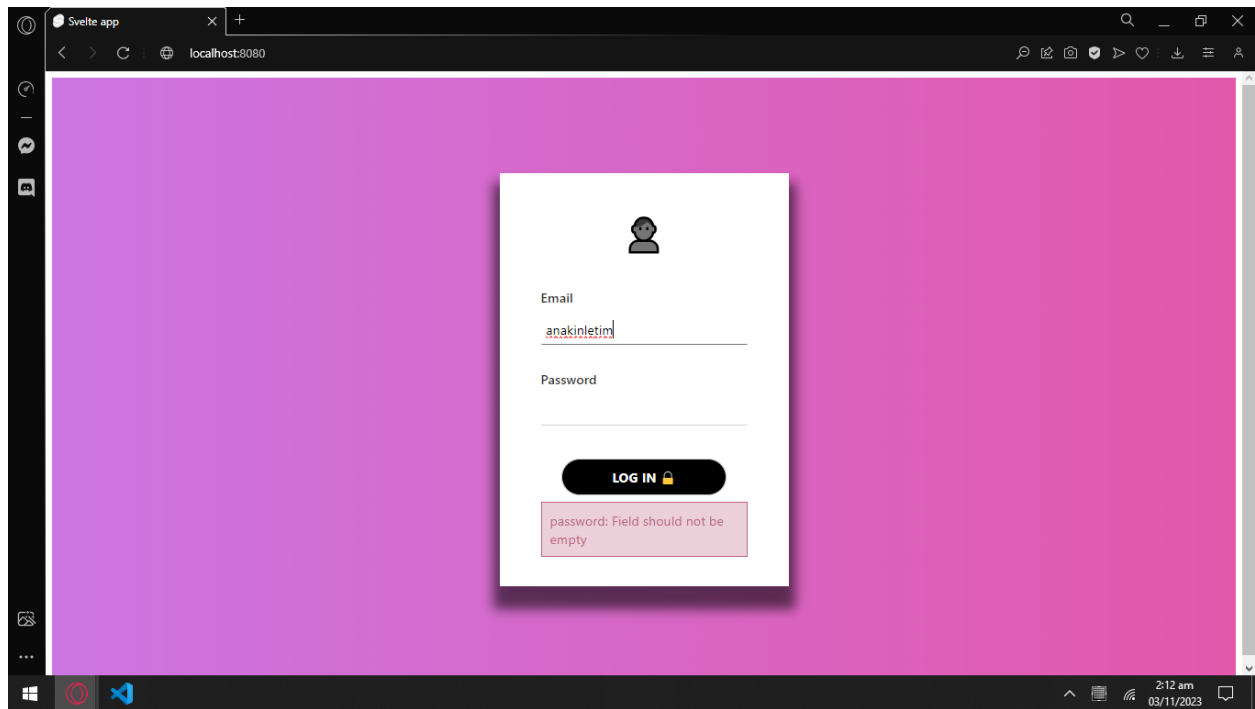 Svelte app
localhost:8080
Email
anakinletim
Password
LOG IN
password: Field should not be
empty
2:12 am
03/11/2023